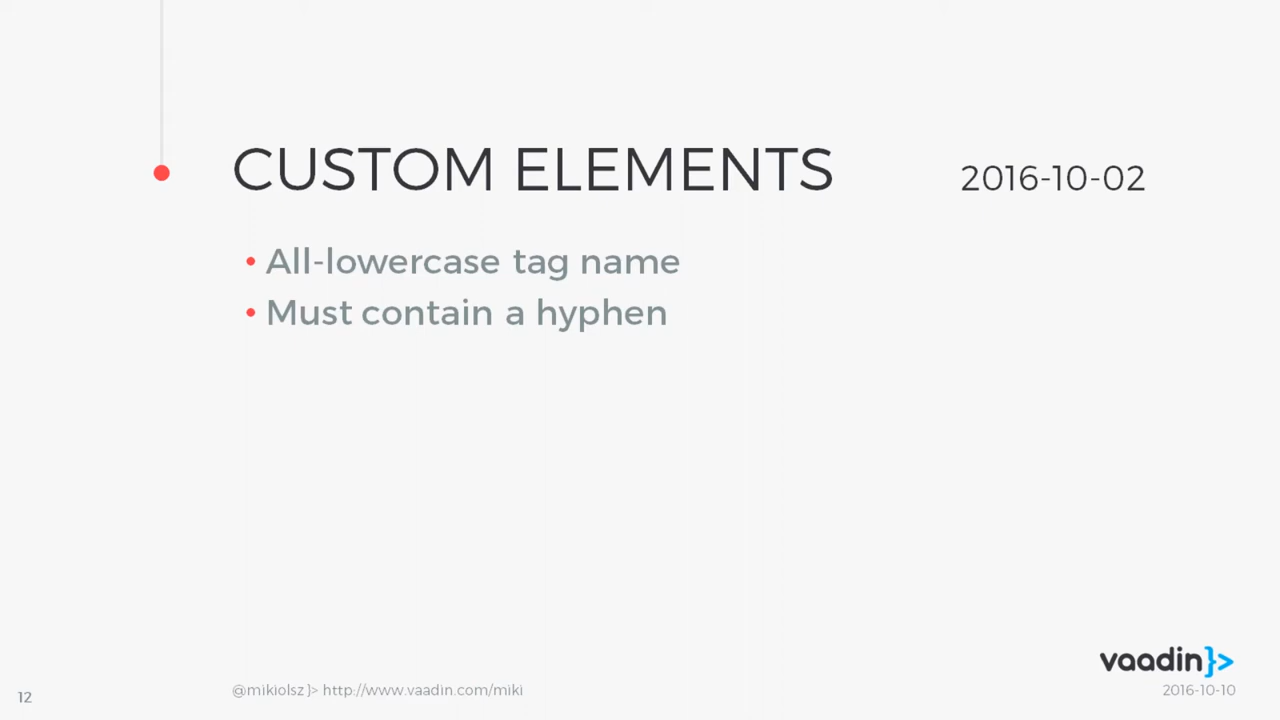 CUSTOM ELEMENTS 2016-10-02
• All-lowercase tag name
• Must contain a hyphen
vaadin}>
12 @mikiolsz }> http://www.vaadin.com/miki 2016-10-10